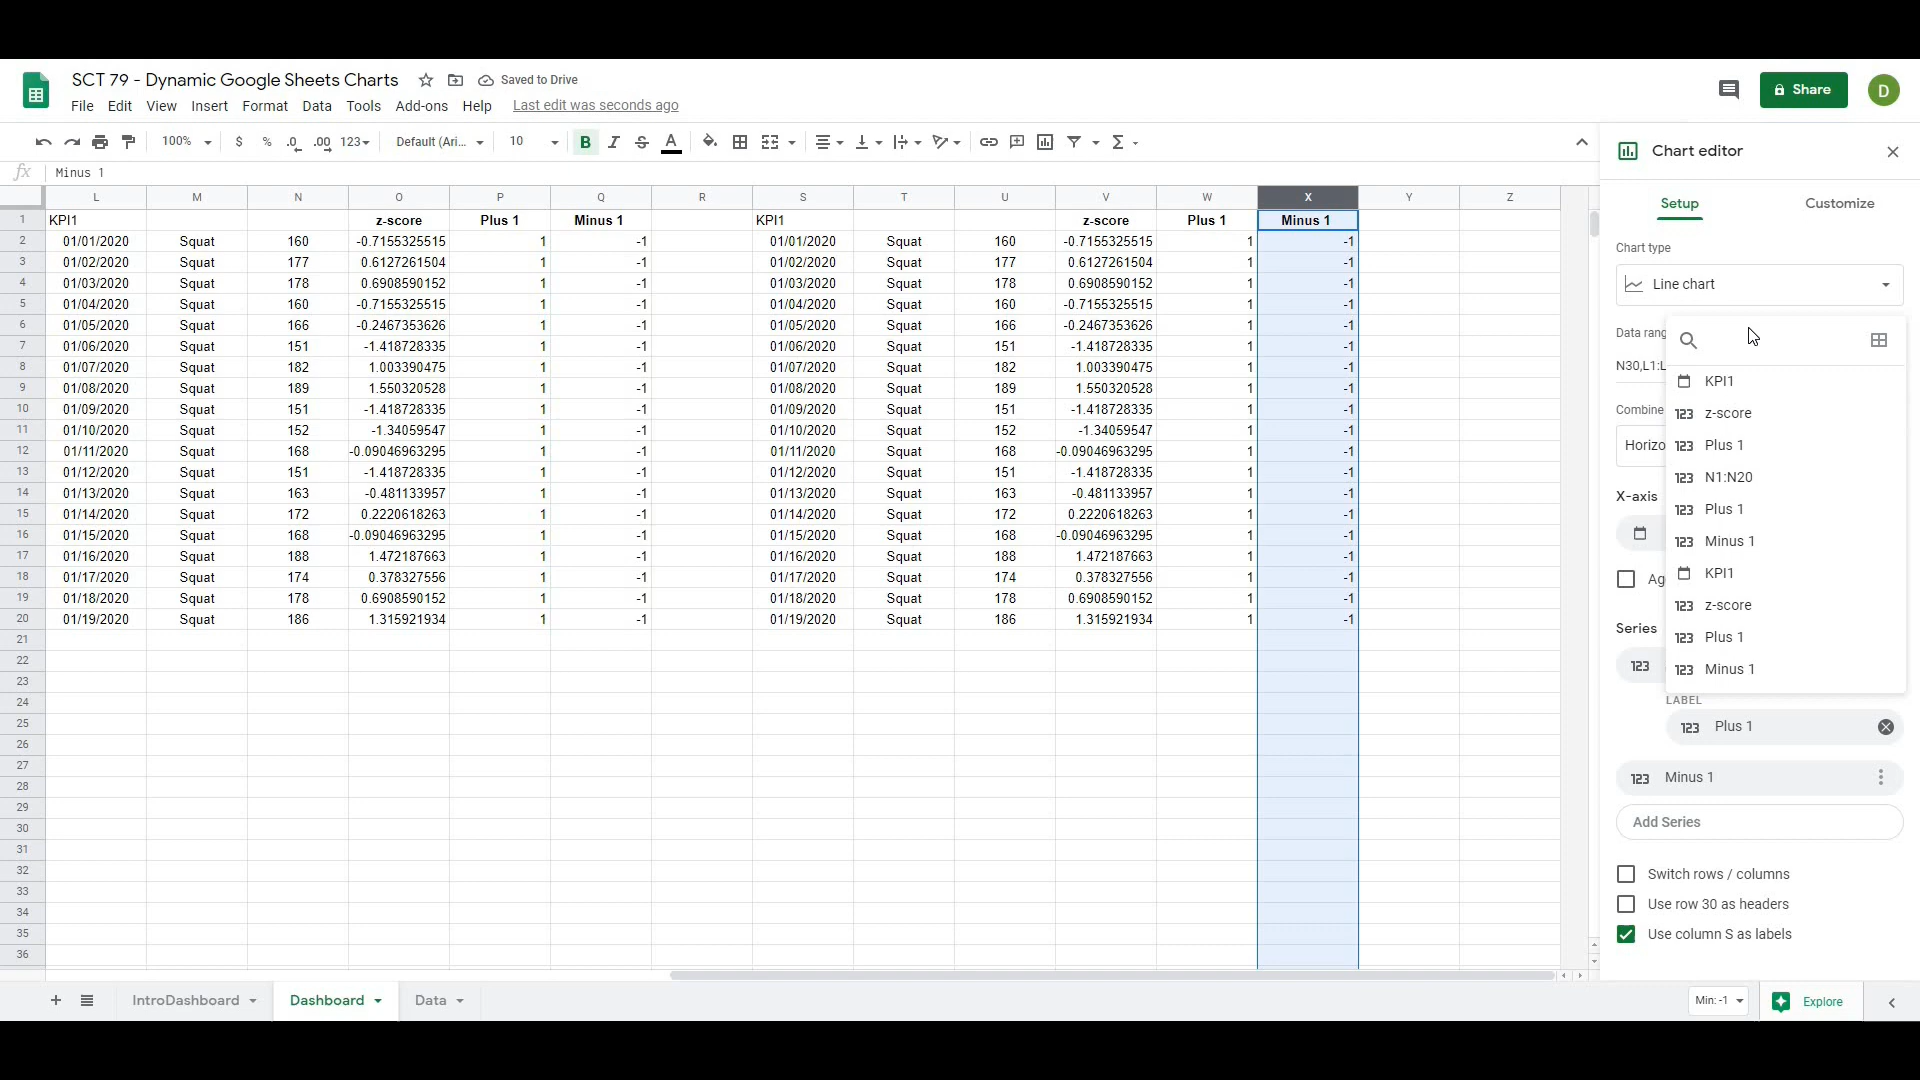 SCT 79 - Dynamic Google Sheets Charts Saved to Drive
File Edit View Insert Format Data Tools Add-ons Help Last edit was seconds ago
Share
D
100% $ % .0 .00 123 Default (Ari... 10 B I S A
fx Minus 1
L M N O P Q R S T U V W X Y Z
1 KPI1 z-score Plus 1 Minus 1 KPI1 z-score Plus 1 Minus 1
2 01/01/2020 Squat 160 -0.7155325515 1 -1 01/01/2020 Squat 160 -0.7155325515 1 -1
3 01/02/2020 Squat 177 0.6127261504 1 -1 01/02/2020 Squat 177 0.6127261504 1 -1
4 01/03/2020 Squat 178 0.6908590152 1 -1 01/03/2020 Squat 178 0.6908590152 1 -1
5 01/04/2020 Squat 160 -0.7155325515 1 -1 01/04/2020 Squat 160 -0.7155325515 1 -1
6 01/05/2020 Squat 166 -0.2467353626 1 -1 01/05/2020 Squat 166 -0.2467353626 1 -1
7 01/06/2020 Squat 151 -1.418728335 1 -1 01/06/2020 Squat 151 -1.418728335 1 -1
8 01/07/2020 Squat 182 1.003390475 1 -1 01/07/2020 Squat 182 1.003390475 1 -1
9 01/08/2020 Squat 189 1.550320528 1 -1 01/08/2020 Squat 189 1.550320528 1 -1
10 01/09/2020 Squat 151 -1.418728335 1 -1 01/09/2020 Squat 151 -1.418728335 1 -1
11 01/10/2020 Squat 152 -1.34059547 1 -1 01/10/2020 Squat 152 -1.34059547 1 -1
12 01/11/2020 Squat 168 -0.09046963295 1 -1 01/11/2020 Squat 168 -0.09046963295 1 -1
13 01/12/2020 Squat 151 -1.418728335 1 -1 01/12/2020 Squat 151 -1.418728335 1 -1
14 01/13/2020 Squat 163 -0.481133957 1 -1 01/13/2020 Squat 163 -0.481133957 1 -1
15 01/14/2020 Squat 172 0.2220618263 1 -1 01/14/2020 Squat 172 0.2220618263 1 -1
16 01/15/2020 Squat 168 -0.09046963295 1 -1 01/15/2020 Squat 168 -0.09046963295 1 -1
17 01/16/2020 Squat 188 1.472187663 1 -1 01/16/2020 Squat 188 1.472187663 1 -1
18 01/17/2020 Squat 174 0.378327556 1 -1 01/17/2020 Squat 174 0.378327556 1 -1
19 01/18/2020 Squat 178 0.6908590152 1 -1 01/18/2020 Squat 178 0.6908590152 1 -1
20 01/19/2020 Squat 186 1.315921934 1 -1 01/19/2020 Squat 186 1.315921934 1 -1
21
22
23
24
25
26
27
28
29
30
31
32
33
34
35
36
IntroDashboard Dashboard Data
Min: -1 Explore
Chart editor
Setup Customize
Chart type
Line chart
Data rang
N30,L1:L
Combine
Horizo
X-axis
Ag
Series
123
KPI1
123 z-score
123 Plus 1
123 N1:N20
123 Plus 1
123 Minus 1
KPI1
123 z-score
123 Plus 1
123 Minus 1
LABEL
123 Plus 1
123 Minus 1
Add Series
Switch rows / columns
Use row 30 as headers
Use column S as labels